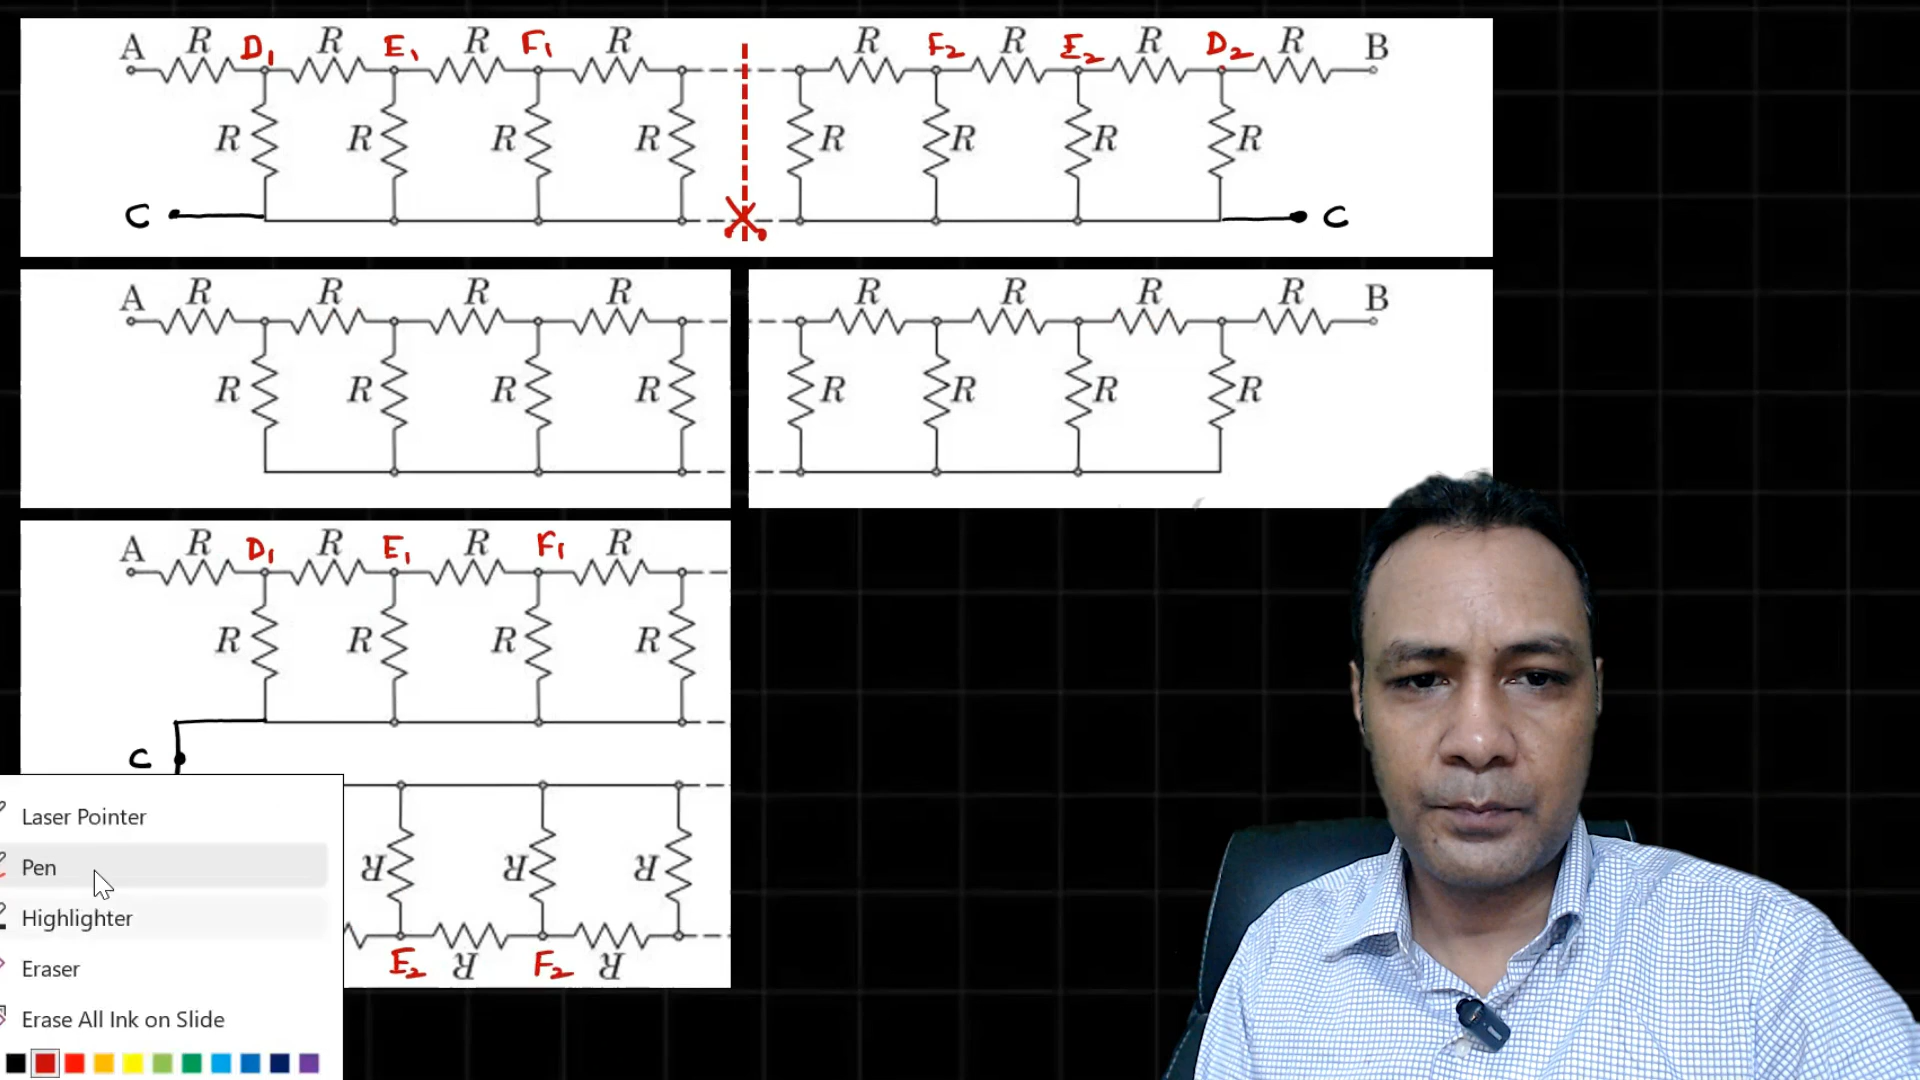 A R D₁ R E₁ R F₁ R R F₂ R E₂ R D₂ R B
R R R R R R R R
C C
A R R R R R R R R B
R R R R R R R R
A R D₁ R E₁ F₁ R R
R R R R
C
Laser Pointer
Pen
Highlighter
Eraser
Erase All Ink on Slide
R R R
E₂ R F₂ R